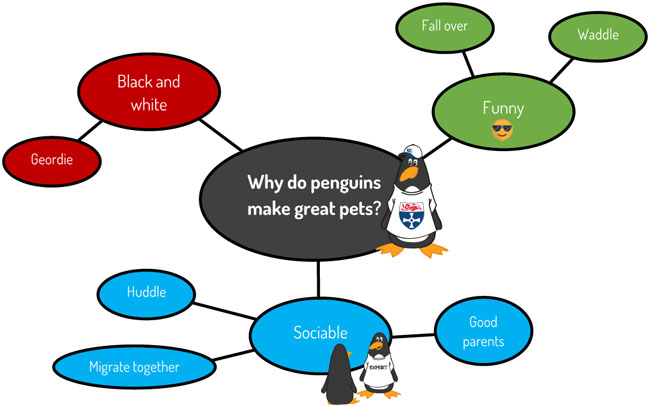 Fall over
Waddle
Black and
white
Funny
Geordie
Why do penguins
make great pets?
Huddle
Sociable
Good
parents
Migrate together
EXPERT